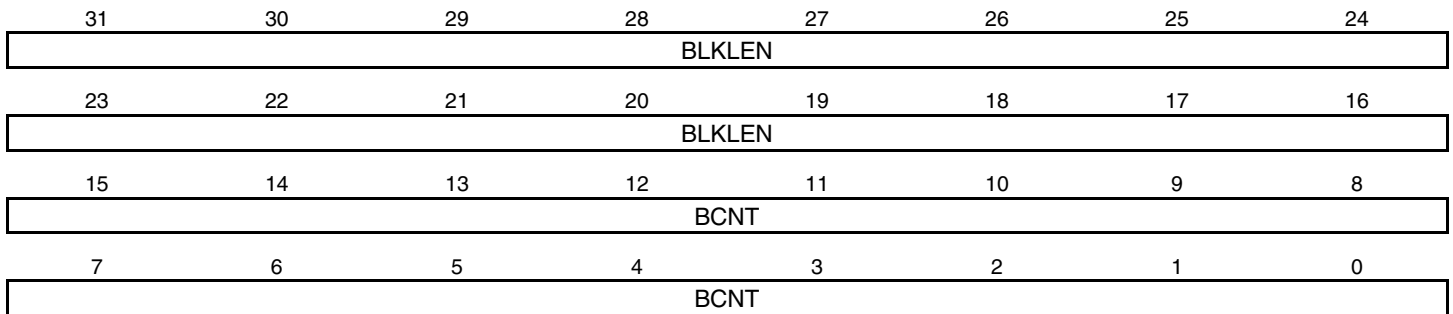 31 30 29 28 27 26 25 24
BLKLEN
23 22 21 20 19 18 17 16
BLKLEN
15 14 13 12 11 10 9 8
BCNT
7 6 5 4 3 2 1 0
BCNT